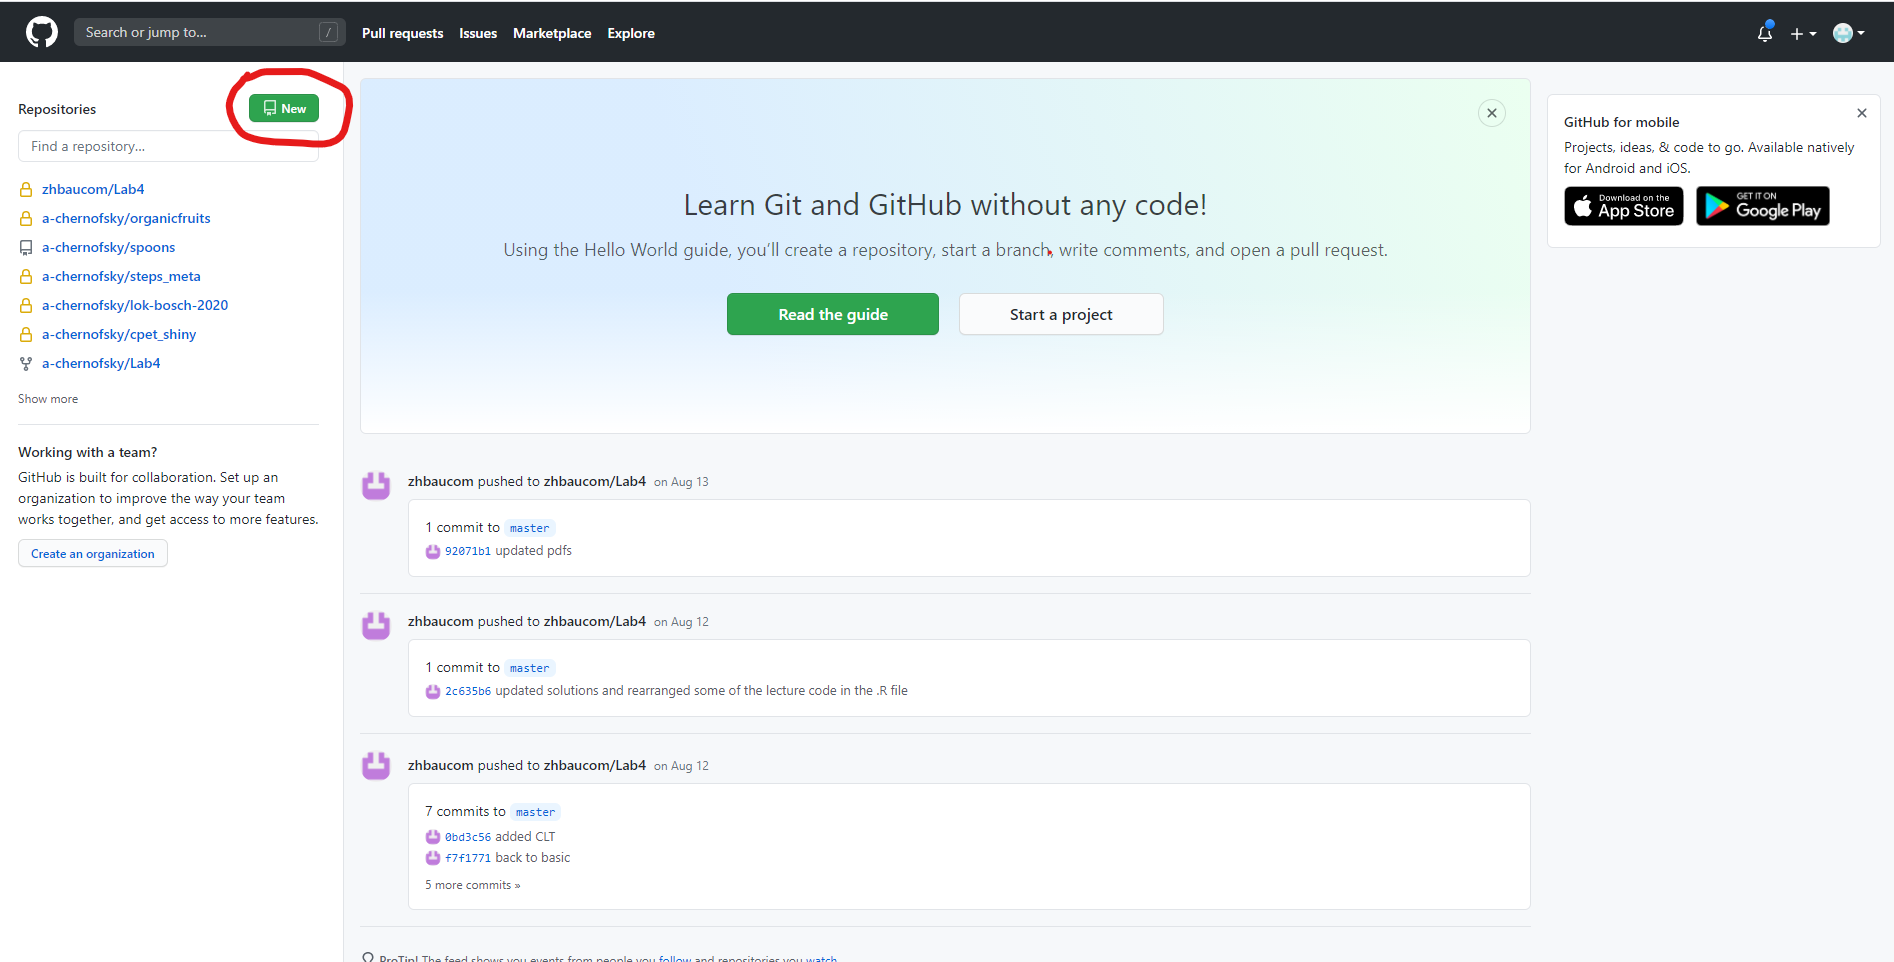 Search or jump to...
/
Pull requests
Issues
Marketplace
Explore
Repositories
New
Find a repository...
zhbaucom/Lab4
a-chernofsky/organicfruits
a-chernofsky/spoons
a-chernofsky/steps_meta
a-chernofsky/lok-bosch-2020
a-chernofsky/cpet_shiny
a-chernofsky/Lab4
Show more
Working with a team?
GitHub is built for collaboration. Set up an
organization to improve the way your team
works together, and get access to more features.
Create an organization
Learn Git and GitHub without any code!
Using the Hello World guide, you’ll create a repository, start a branch, write comments, and open a pull request.
Read the guide
Start a project
zhbaucom pushed to zhbaucom/Lab4 on Aug 13
1 commit to master
92071b1 updated pdfs
zhbaucom pushed to zhbaucom/Lab4 on Aug 12
1 commit to master
2c635b6 updated solutions and rearranged some of the lecture code in the .R file
zhbaucom pushed to zhbaucom/Lab4 on Aug 12
7 commits to master
0bd3c56 added CLT
f7f1771 back to basic
5 more commits »
ProTip! The feed shows you events from people you follow and repositories you watch.
GitHub for mobile
Projects, ideas, & code to go. Available natively
for Android and iOS.
Download on the
App Store
GET IT ON
Google Play